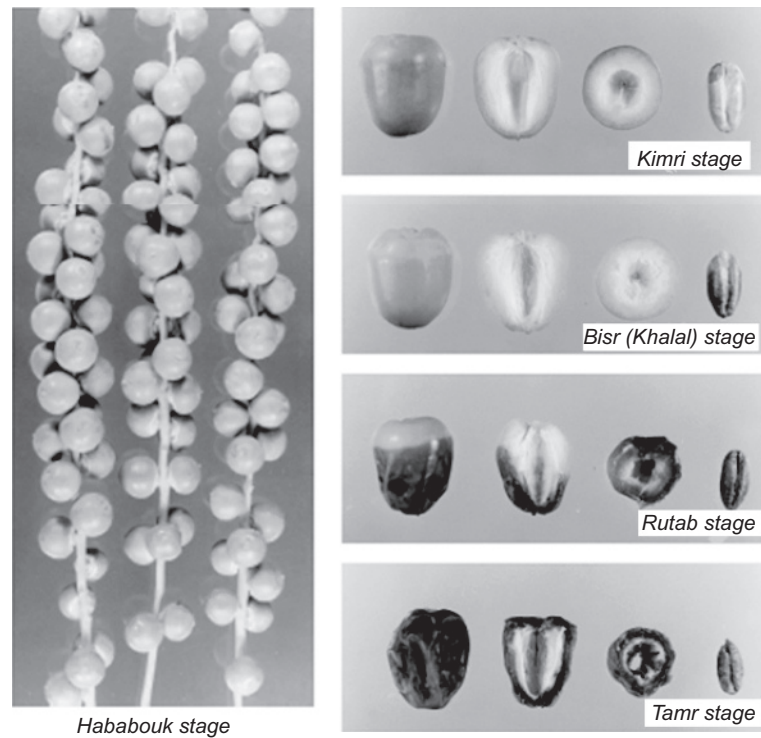 Kimri stage
Bisr (Khalal) stage
Rutab stage
Tamr stage
Hababouk stage